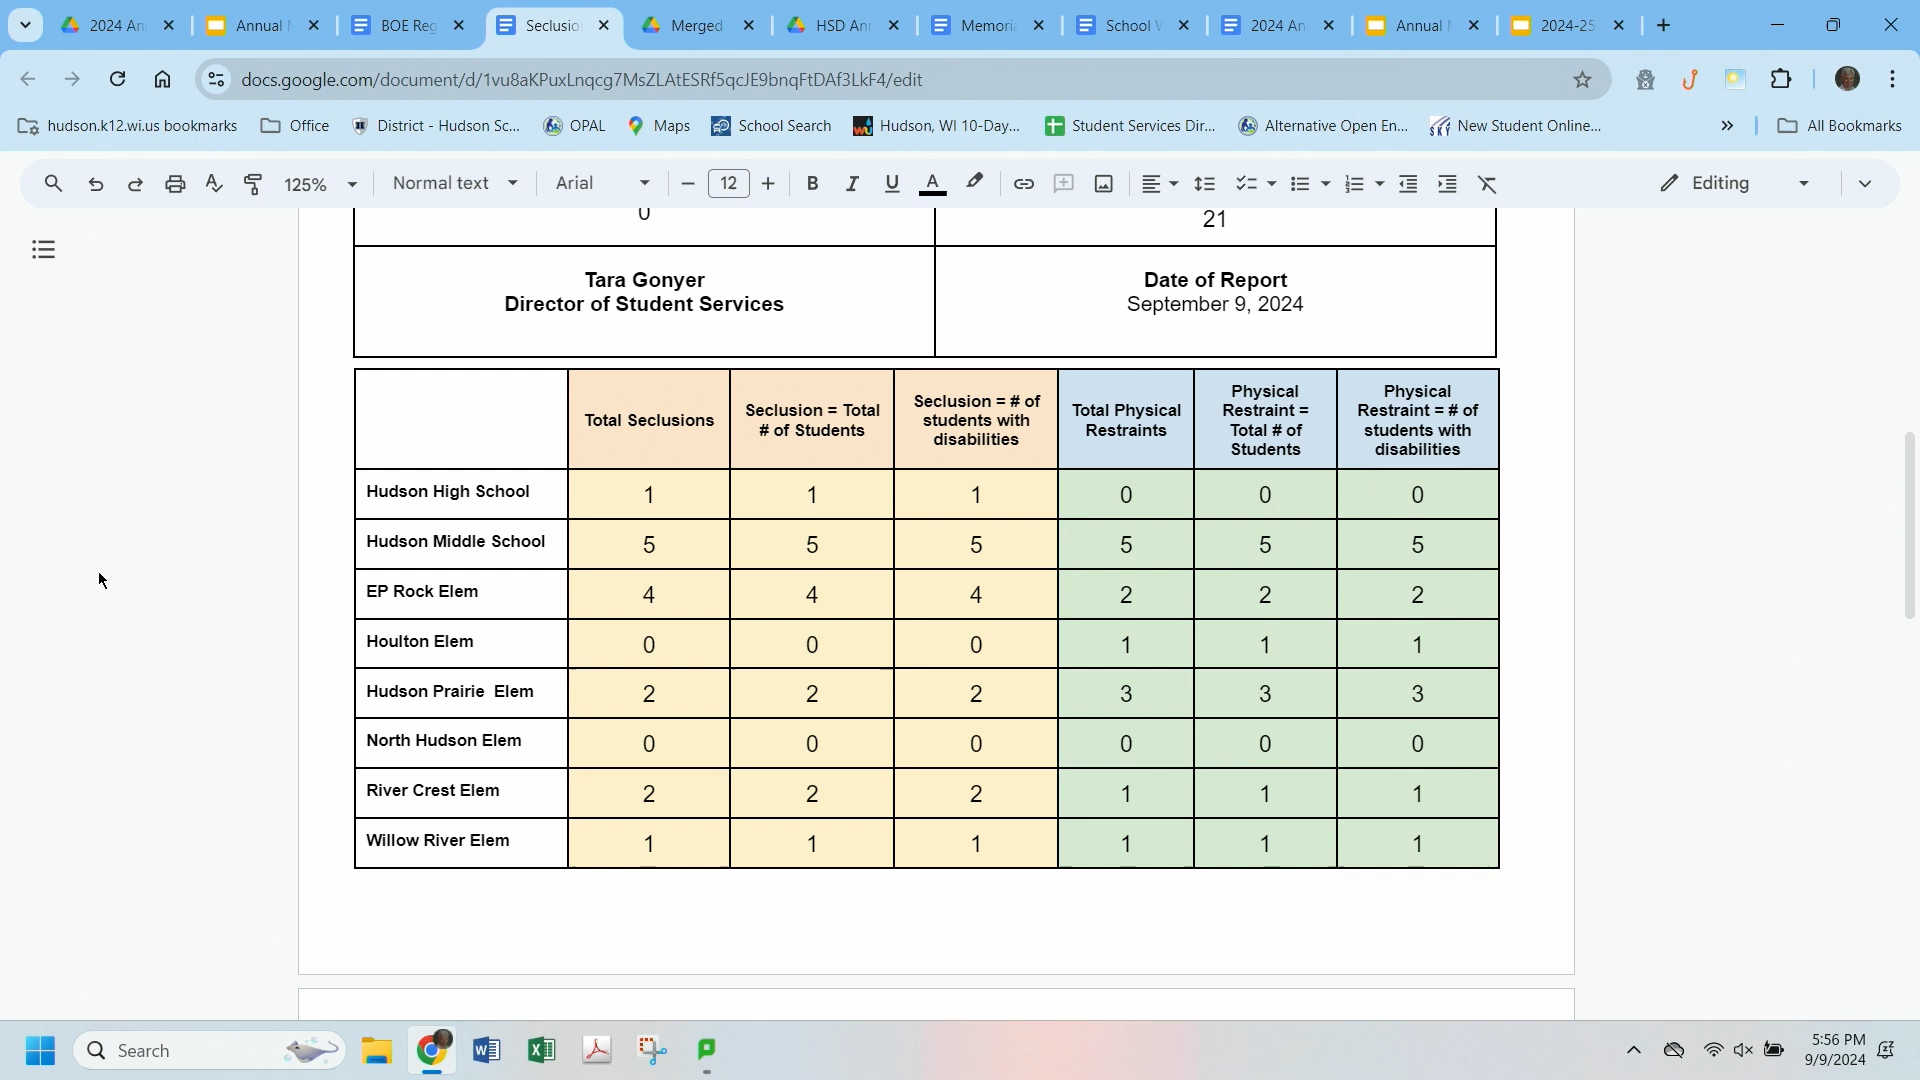 2024 An
Annual
BOE Reg
Seclusio
Merged
HSD An
Memoria
School
2024 An
Annual
2024-25
docs.google.com/document/d/1vu8aKPuxLnqcg7MsZLAtESRf5qcJE9bnqFtDAf3LkF4/edit
hudson.k12.wi.us bookmarks
Office
District - Hudson Sc...
OPAL
Maps
School Search
Hudson, WI 10-Day...
Student Services Dir...
Alternative Open En...
New Student Online...
All Bookmarks
125%
Normal text
Arial
12
Editing
0
21
Tara Gonyer
Director of Student Services
Date of Report
September 9, 2024
Total Seclusions
Seclusion = Total
# of Students
Seclusion = # of
students with
disabilities
Total Physical
Restraints
Physical
Restraint =
Total # of
Students
Physical
Restraint = # of
students with
disabilities
Hudson High School 1 1 1 0 0 0
Hudson Middle School 5 5 5 5 5 5
EP Rock Elem 4 4 4 2 2 2
Houlton Elem 0 0 0 1 1 1
Hudson Prairie Elem 2 2 2 3 3 3
North Hudson Elem 0 0 0 0 0 0
River Crest Elem 2 2 2 1 1 1
Willow River Elem 1 1 1 1 1 1
Search
5:56 PM
9/9/2024